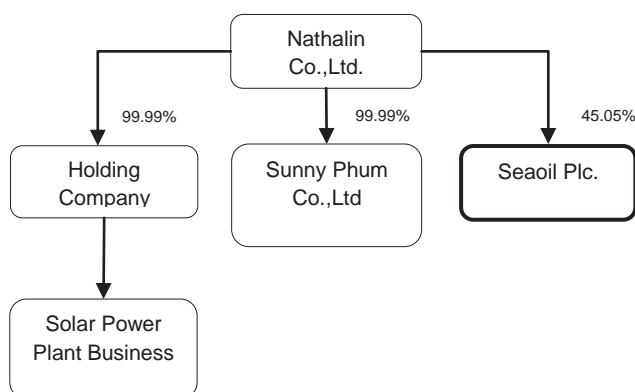 Nathalin
Co.,Ltd.
99.99%
99.99%
45.05%
Holding
Company
Sunny Phum
Co.,Ltd
Seaoil Plc.
Solar Power
Plant Business